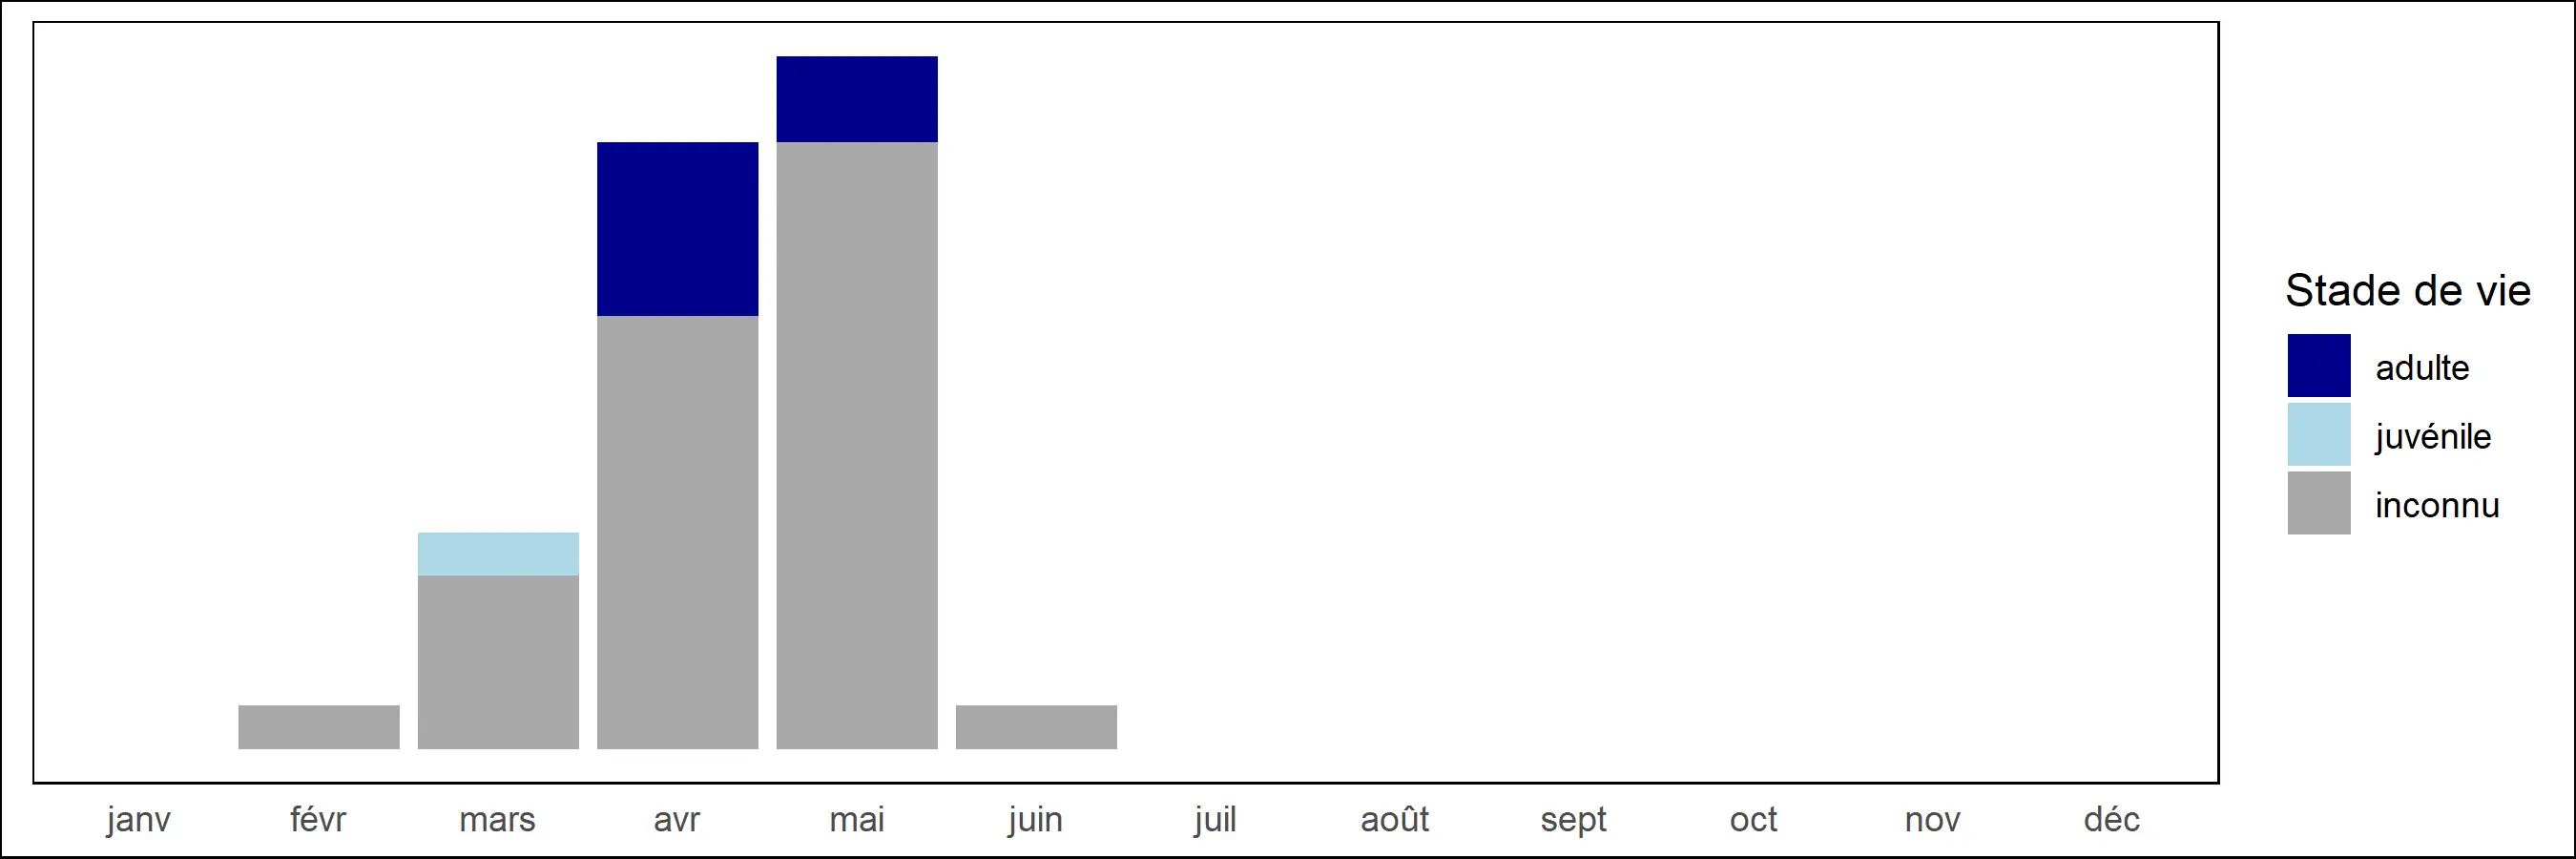 Stade de vie
adulte
juvénile
inconnu
janv févr mars avr mai juin juil août sept oct nov déc